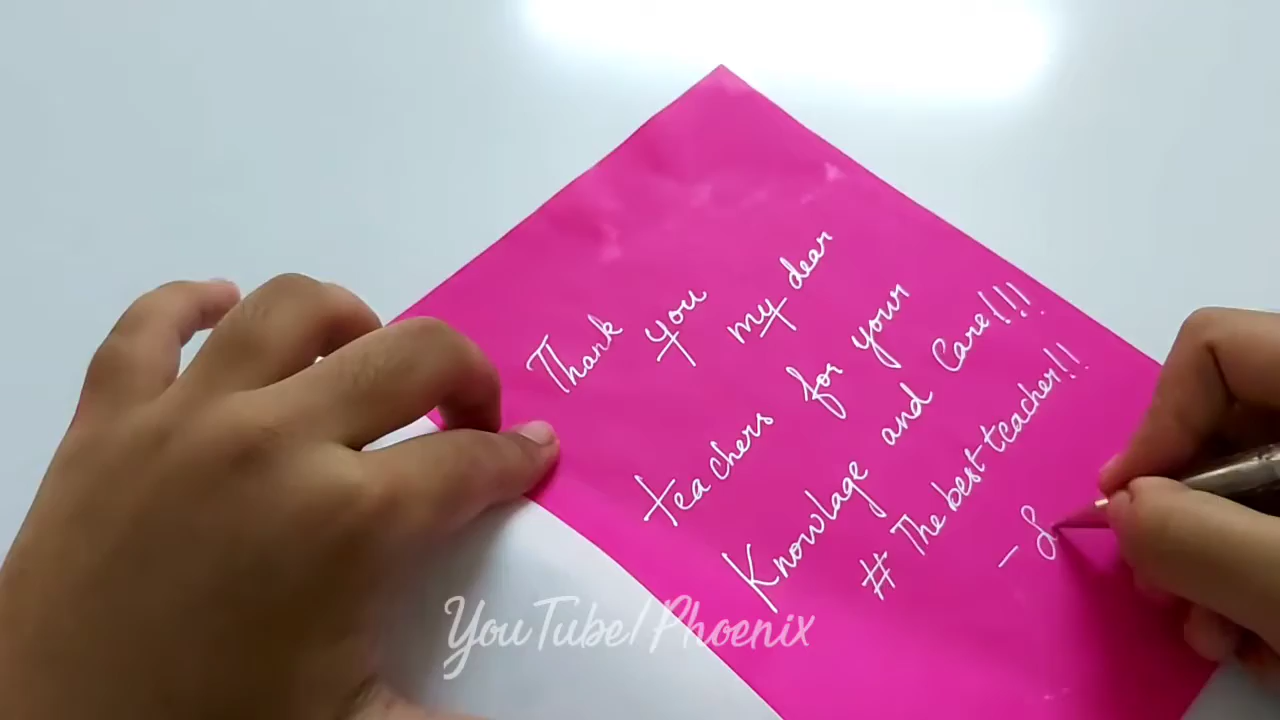 Thank you my dear
teachers for your
Knowlage and Care!!!
# The best teacher!!
-
YouTube/Phoenix